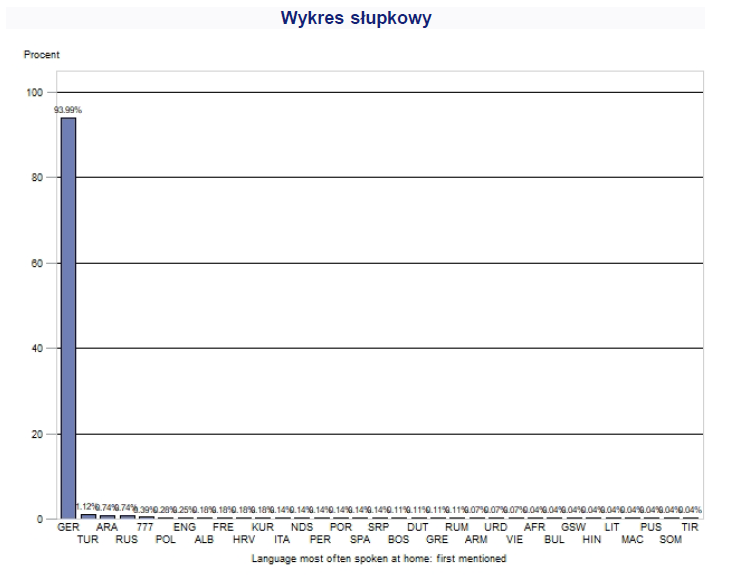 Wykres słupkowy
Procent
100
93.99%
80
60
40
20
1.12% 0.74% 0.74% 0.39% 0.28% 0.25% 0.18% 0.18% 0.18% 0.18% 0.14% 0.14% 0.14% 0.14% 0.14% 0.14% 0.11% 0.11% 0.11% 0.11% 0.07% 0.07% 0.07% 0.04% 0.04% 0.04% 0.04% 0.04% 0.04% 0.04% 0.04% 0.04%
0
GER ARA 777 ENG FRE KUR NDS POR SRP DUT RUM URD AFR GSW LIT PUS TIR
TUR RUS POL ALB HRV ITA PER SPA BOS GRE ARM VIE BUL HIN MAC SOM
Language most often spoken at home: first mentioned